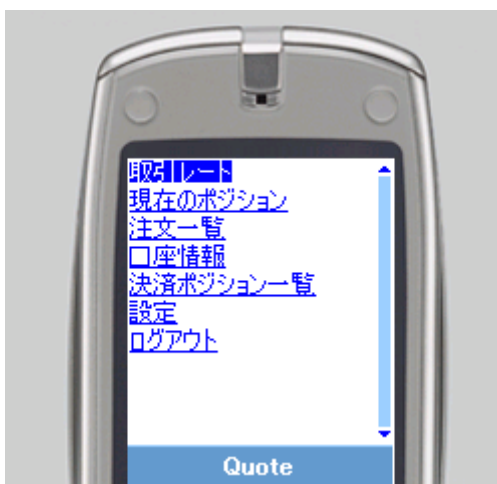 取引レート
現在のポジション
注文一覧
口座情報
決済ポジション一覧
設定
ログアウト
Quote